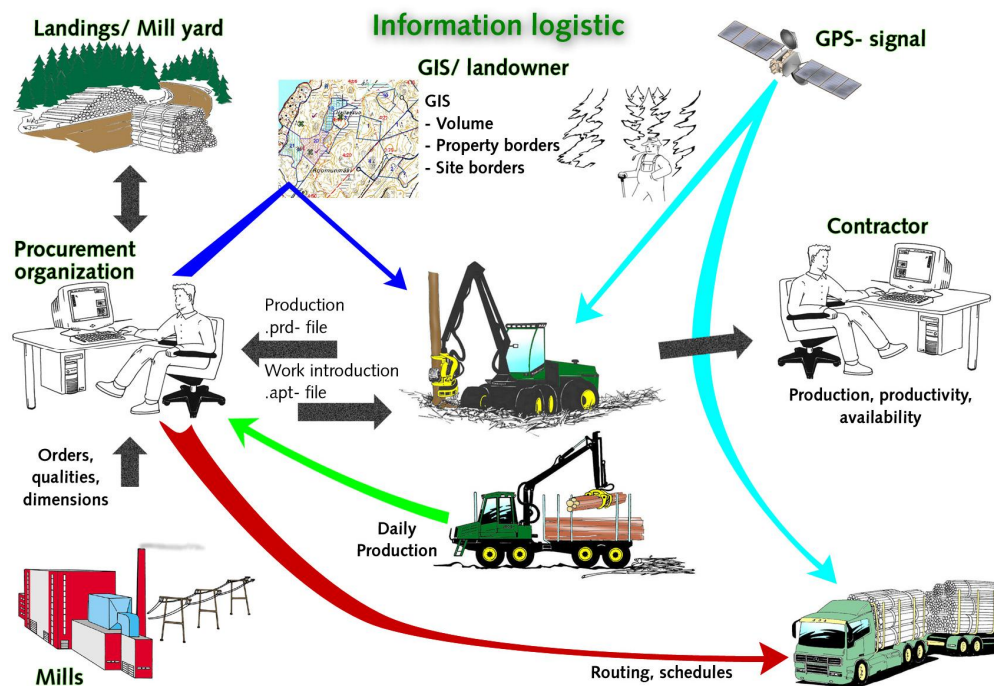 Information logistic
Landings/ Mill yard
GPS- signal
GIS/ landowner
GIS
- Volume
- Property borders
- Site borders
Contractor
Procurement
organization
Production
.prd- file
Work introduction
.apt- file
Production, productivity,
availability
Orders,
qualities,
dimensions
Daily
Production
Mills
Routing, schedules